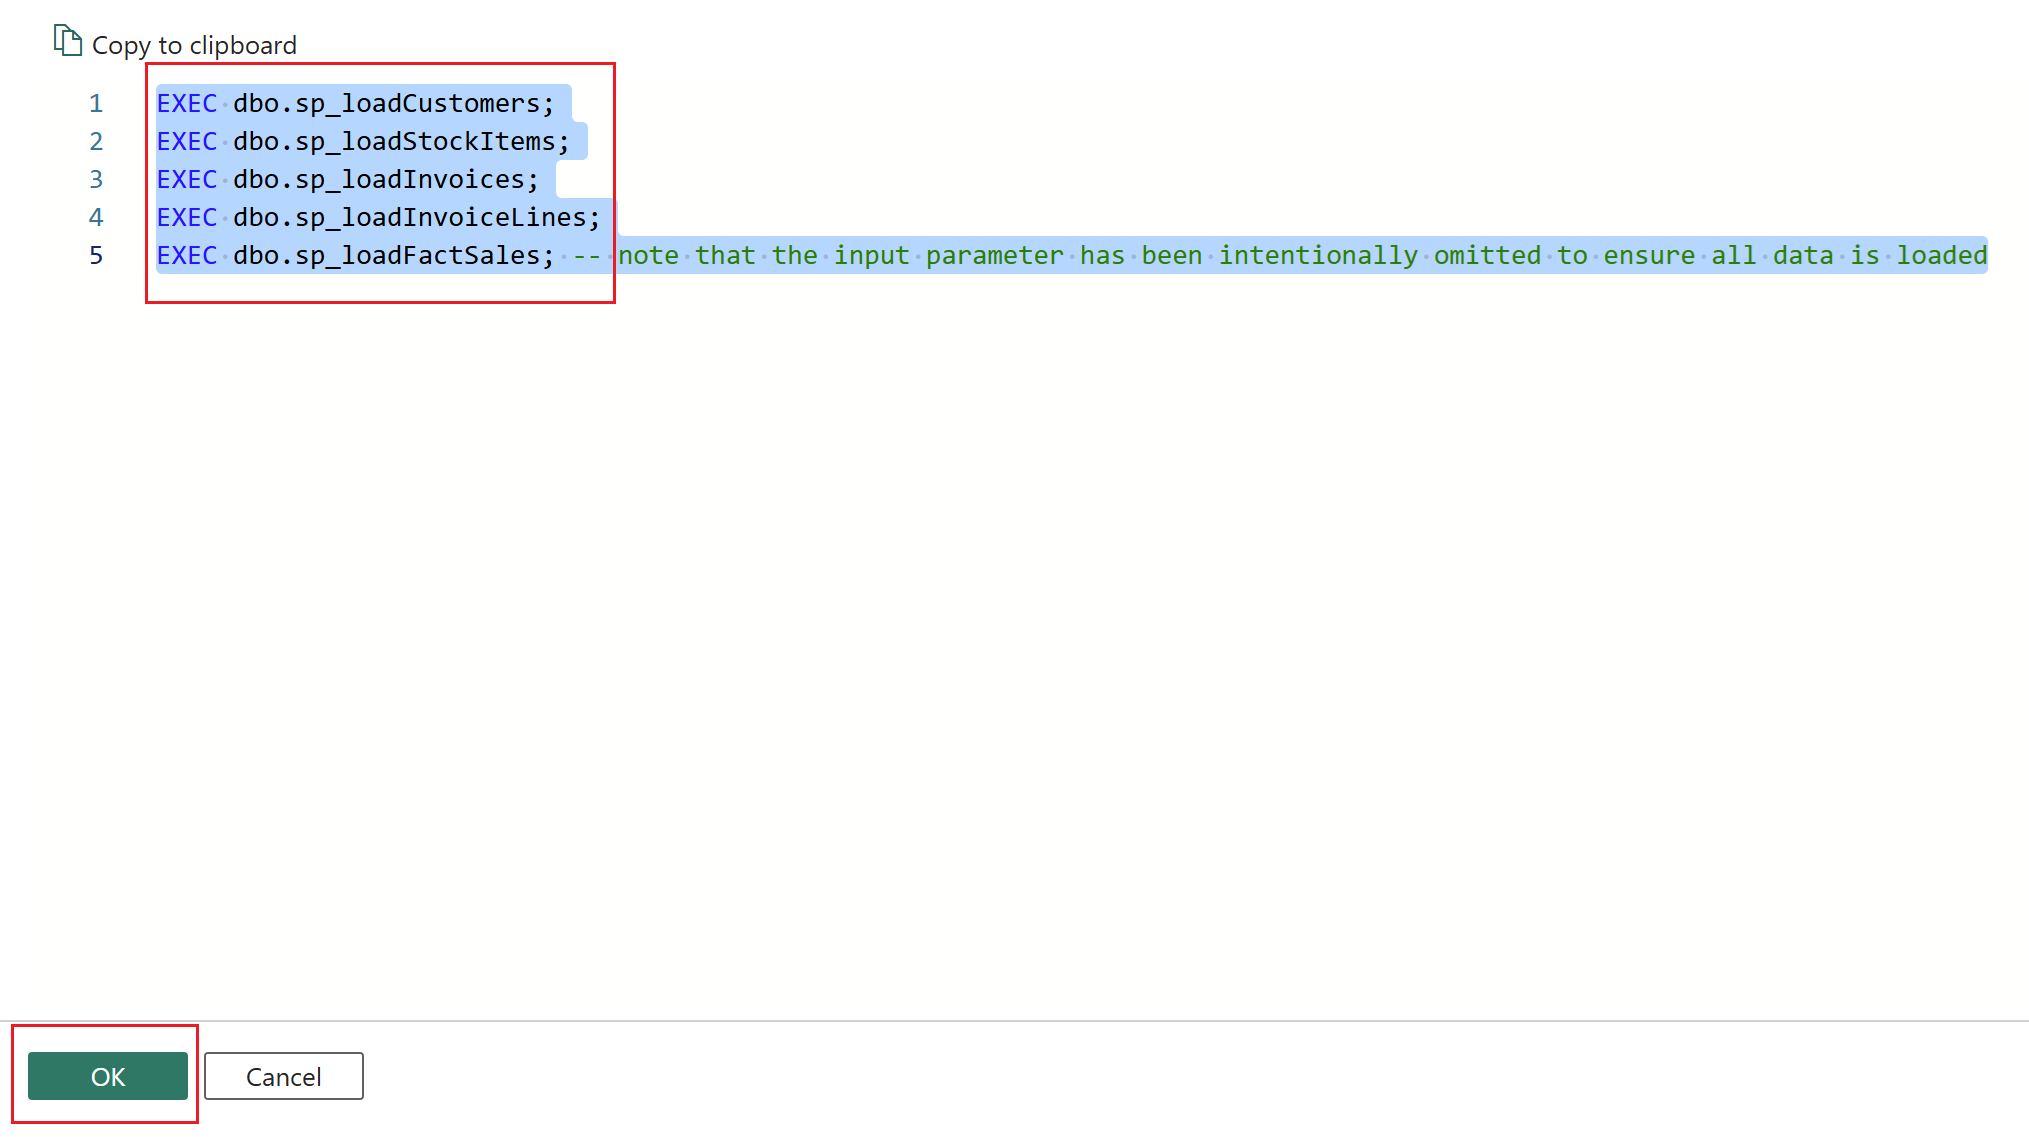 Copy to clipboard
1 EXEC dbo.sp_loadCustomers;
2 EXEC dbo.sp_loadStockItems;
3 EXEC dbo.sp_loadInvoices;
4 EXEC dbo.sp_loadInvoiceLines;
5 EXEC dbo.sp_loadFactSales; -- note that the input parameter has been intentionally omitted to ensure all data is loaded
OK Cancel